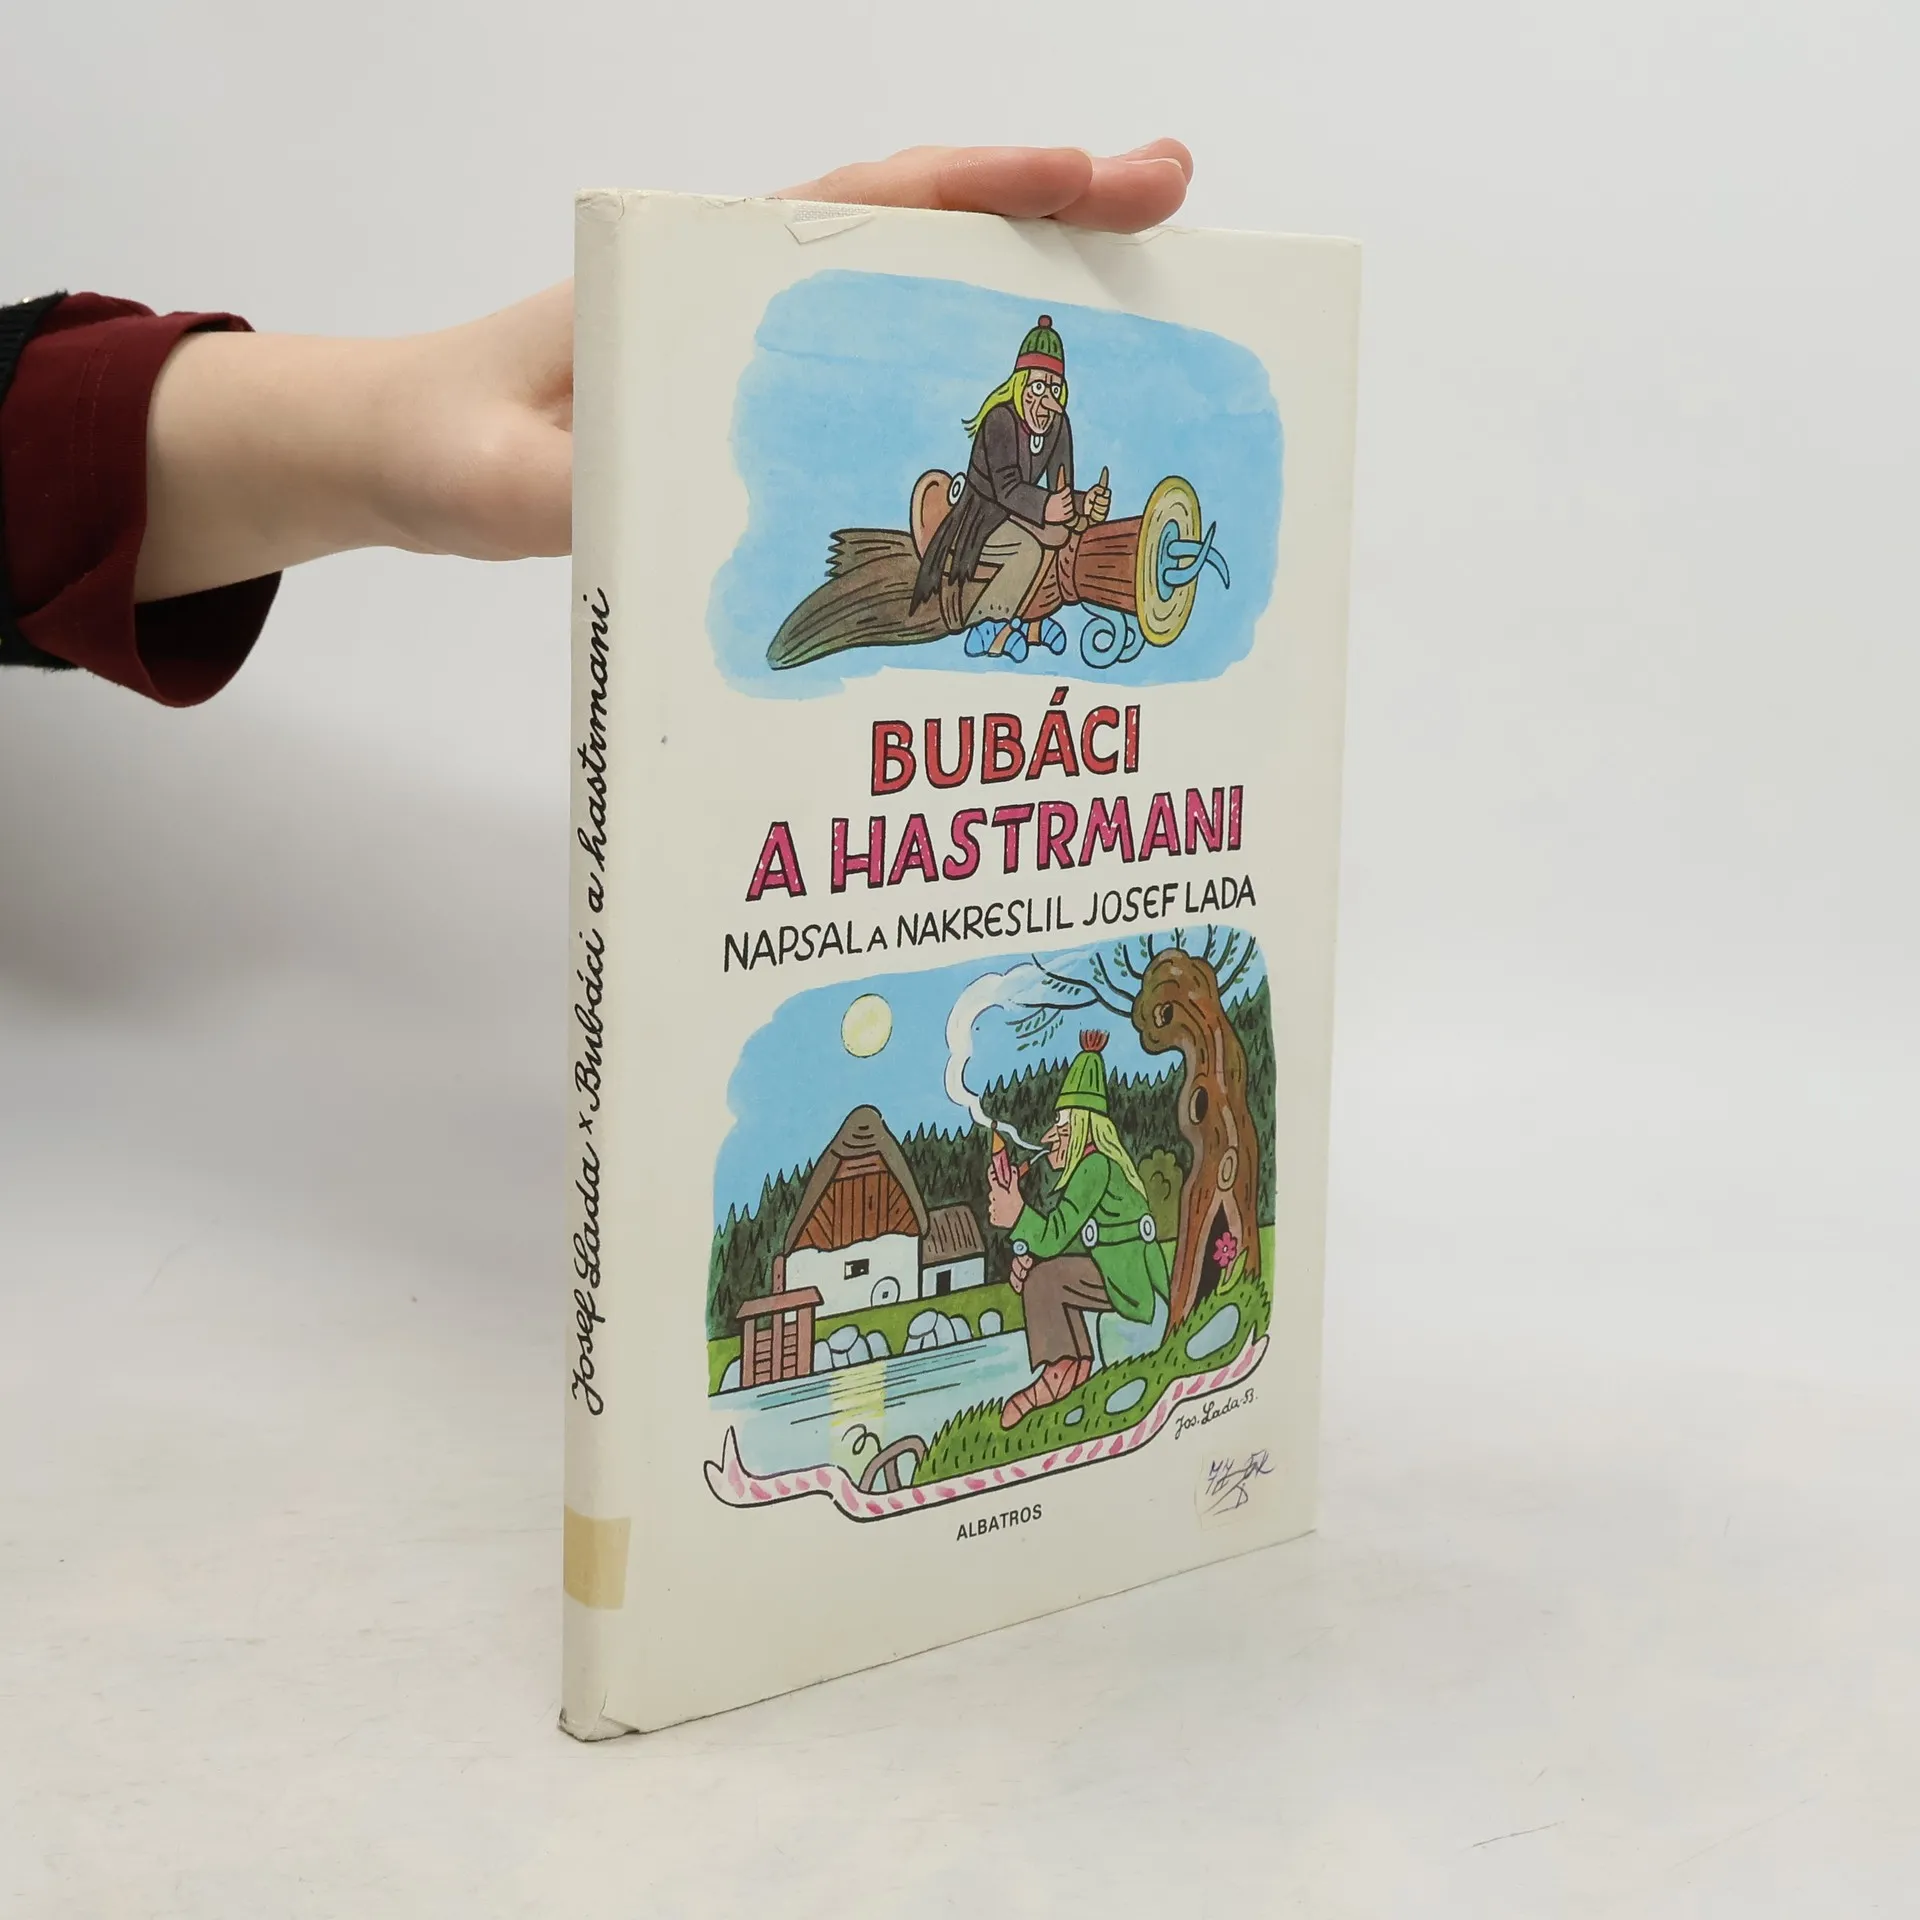 BUBÁCI
A HASTRMANI
NAPSAL A NAKRESLIL JOSEF LADA
Jos. Lada-53.
ALBATROS
Josef Lada × Bubáci a hastrmani